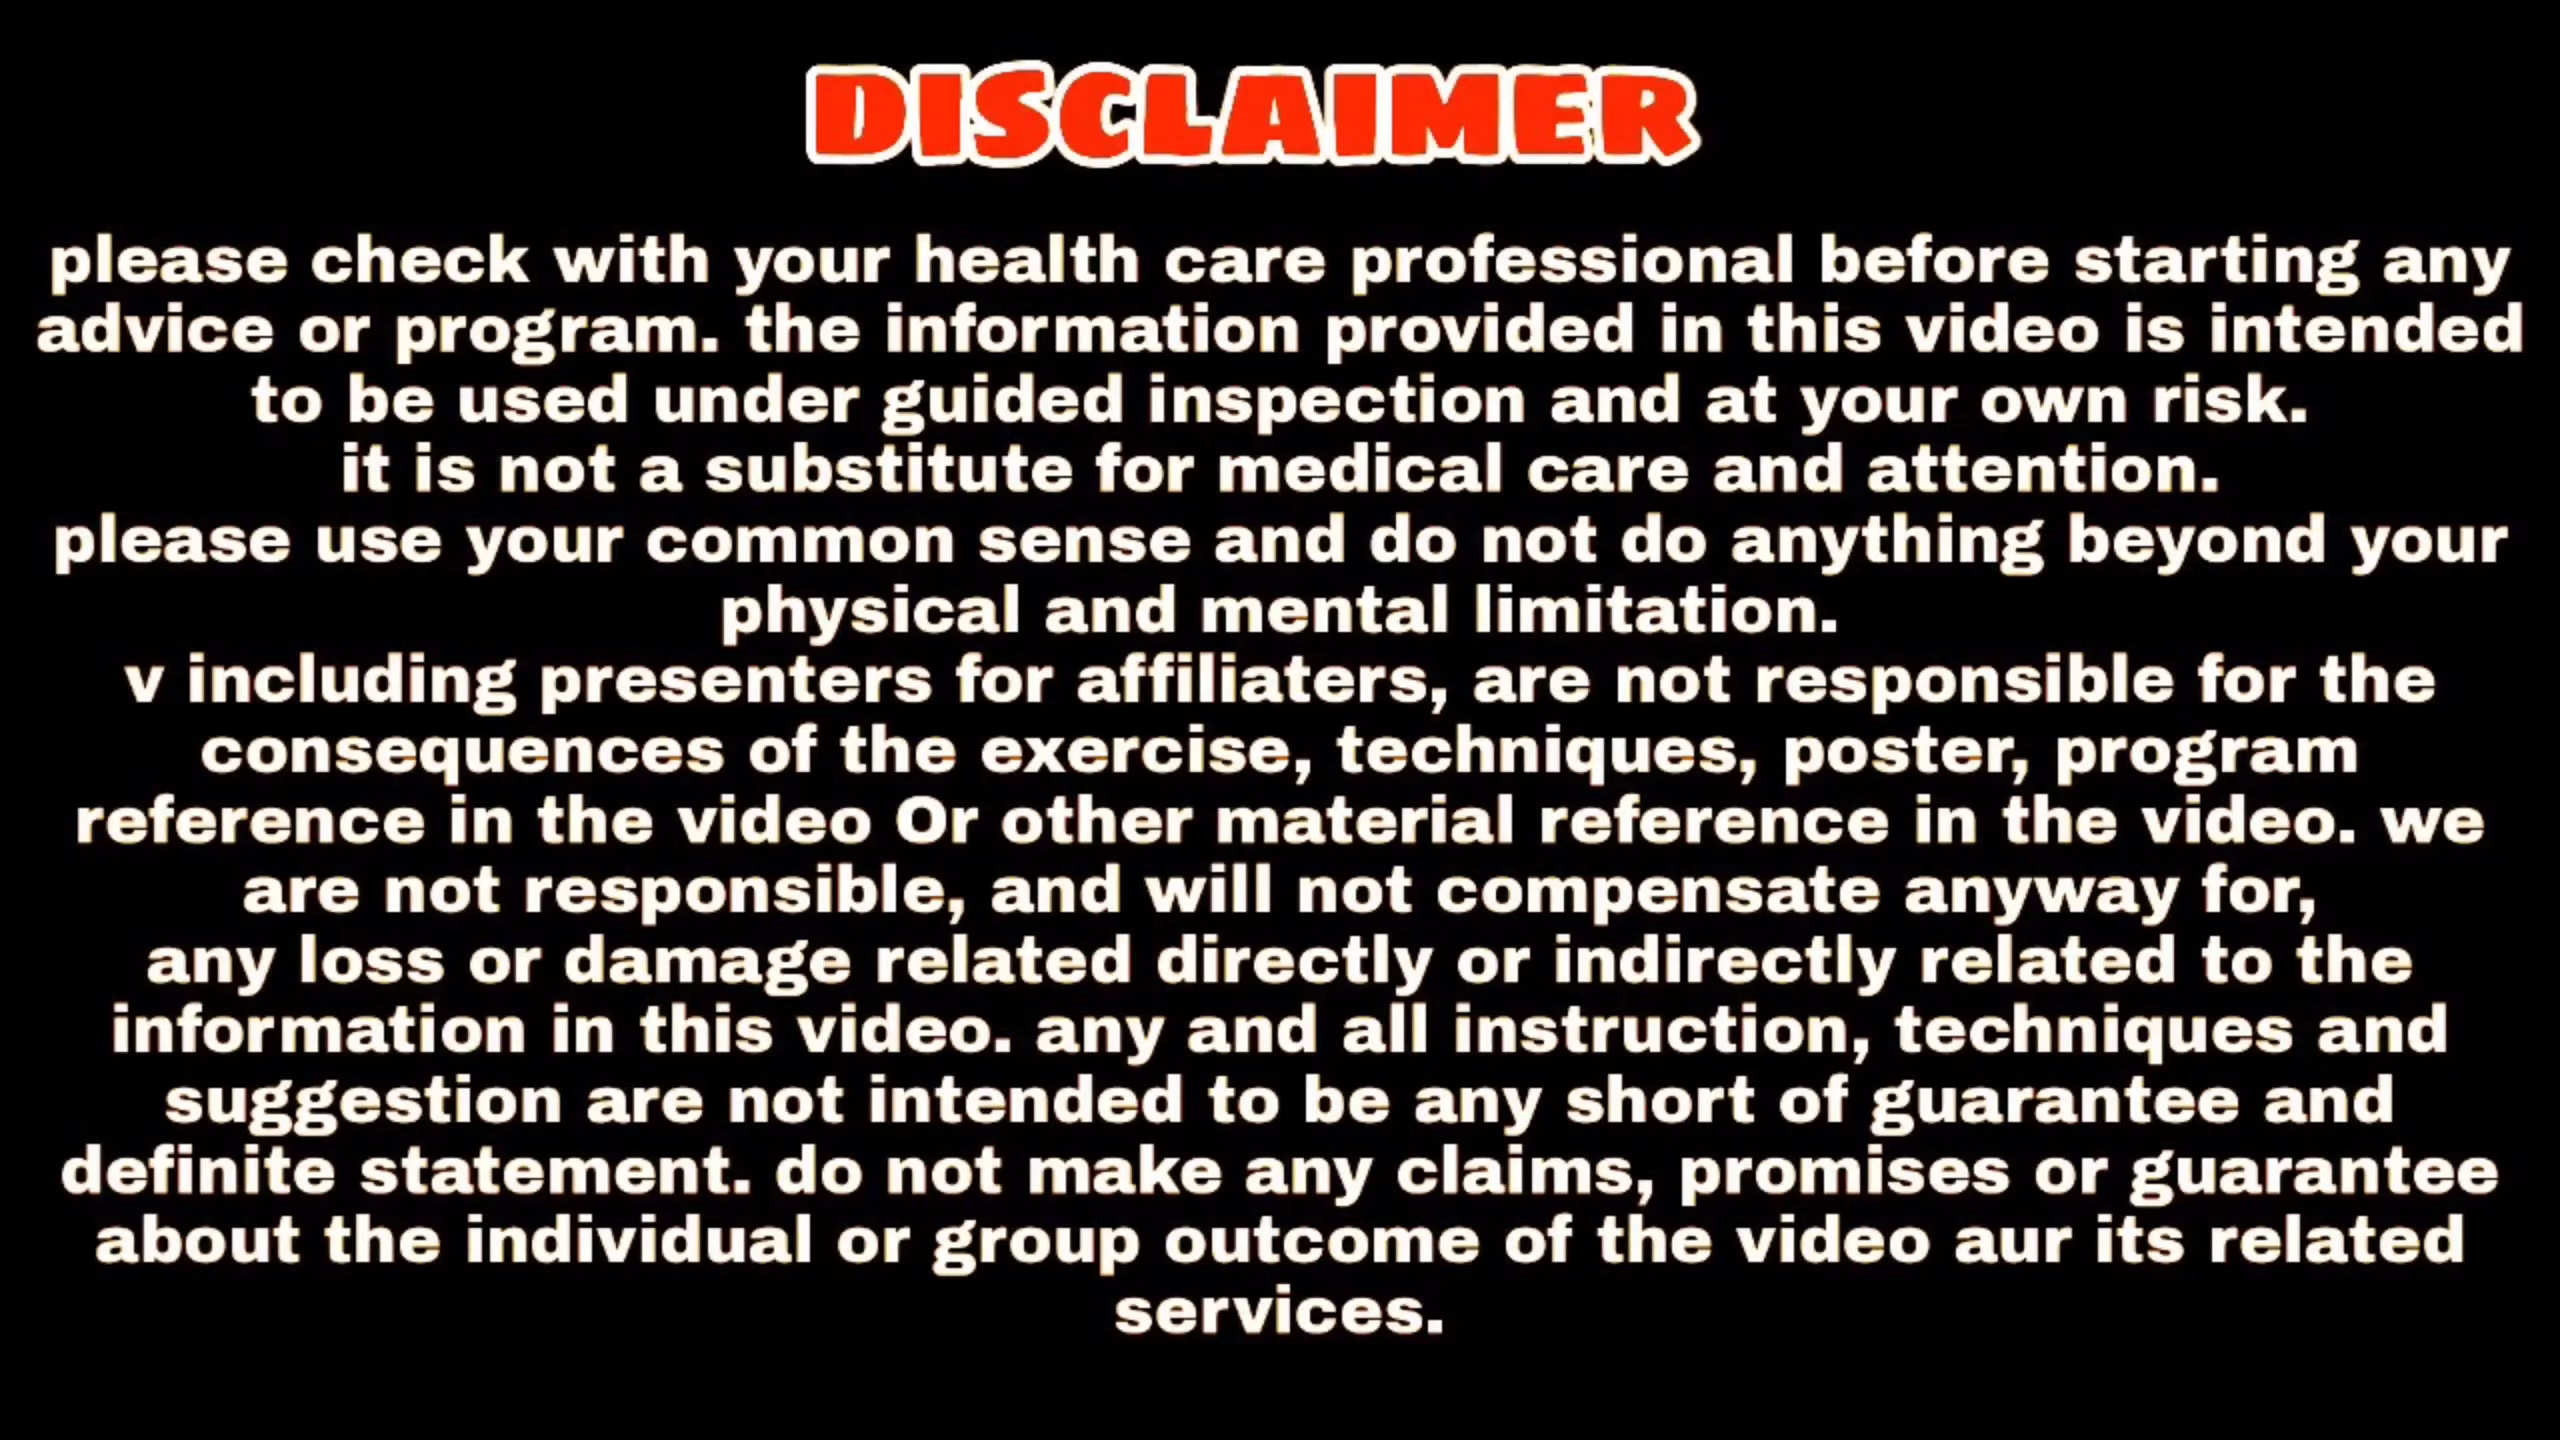 DISCLAIMER
please check with your health care professional before starting any
advice or program. the information provided in this video is intended
to be used under guided inspection and at your own risk.
it is not a substitute for medical care and attention.
please use your common sense and do not do anything beyond your
physical and mental limitation.
v including presenters for affiliaters, are not responsible for the
consequences of the exercise, techniques, poster, program
reference in the video Or other material reference in the video. we
are not responsible, and will not compensate anyway for,
any loss or damage related directly or indirectly related to the
information in this video. any and all instruction, techniques and
suggestion are not intended to be any short of guarantee and
definite statement. do not make any claims, promises or guarantee
about the individual or group outcome of the video aur its related
services.